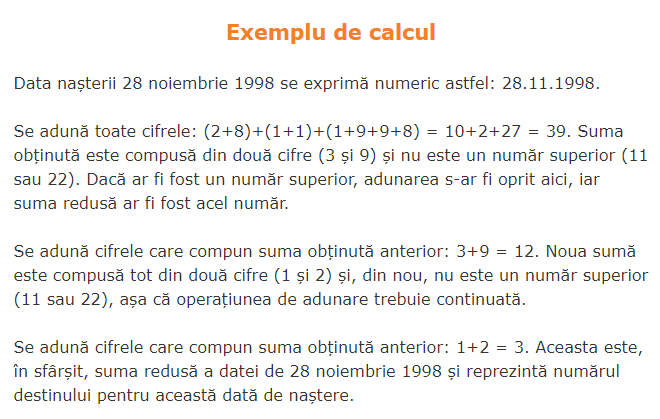 Exemplu de calcul
Data nașterii 28 noiembrie 1998 se exprimă numeric astfel: 28.11.1998.
Se adună toate cifrele: (2+8)+(1+1)+(1+9+9+8) = 10+2+27 = 39. Suma
obținută este compusă din două cifre (3 și 9) și nu este un număr superior (11
sau 22). Dacă ar fi fost un număr superior, adunarea s-ar fi oprit aici, iar
suma redusă ar fi fost acel număr.
Se adună cifrele care compun suma obținută anterior: 3+9 = 12. Noua sumă
este compusă tot din două cifre (1 și 2) și, din nou, nu este un număr superior
(11 sau 22), așa că operațiunea de adunare trebuie continuată.
Se adună cifrele care compun suma obținută anterior: 1+2 = 3. Aceasta este,
în sfârșit, suma redusă a datei de 28 noiembrie 1998 și reprezintă numărul
destinului pentru această dată de naștere.